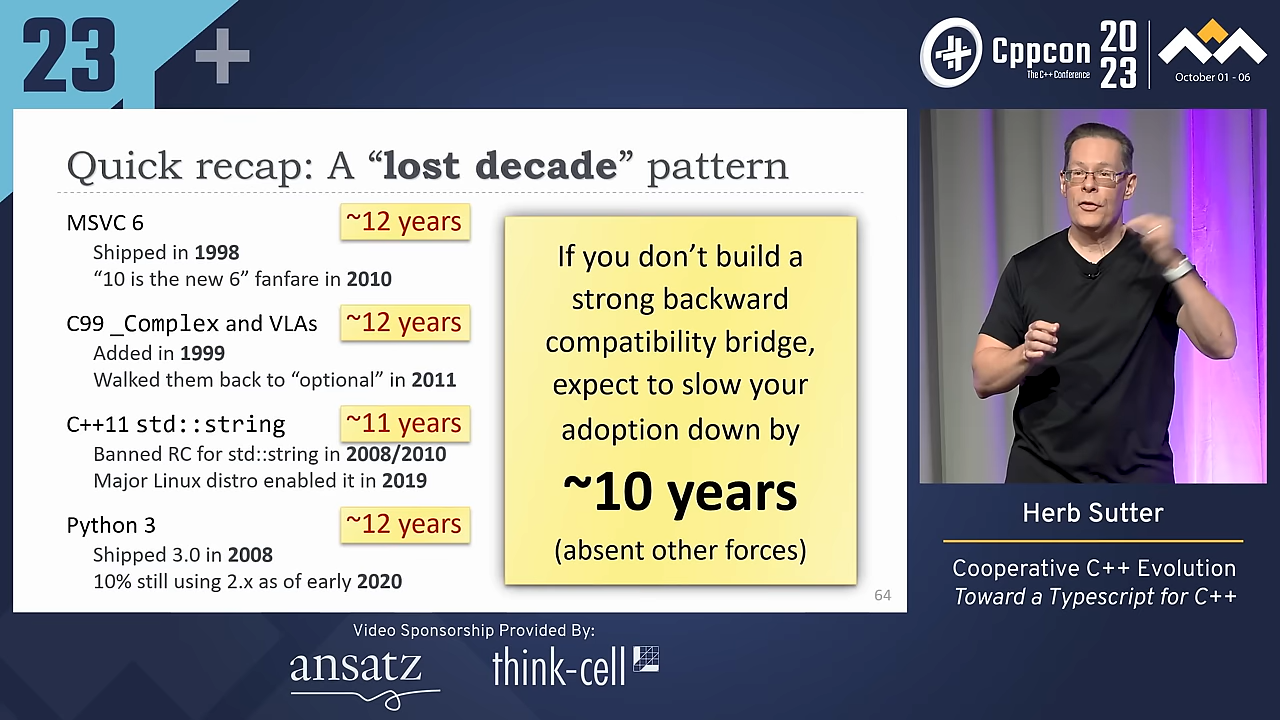 23
Cppcon
The C++ Conference
20
23
October 01 - 06
Quick recap: A “lost decade” pattern
MSVC 6
~12 years
Shipped in 1998
“10 is the new 6” fanfare in 2010
C99 _Complex and VLAs
~12 years
Added in 1999
Walked them back to “optional” in 2011
C++11 std::string
~11 years
Banned RC for std::string in 2008/2010
Major Linux distro enabled it in 2019
Python 3
~12 years
Shipped 3.0 in 2008
10% still using 2.x as of early 2020
If you don’t build a
strong backward
compatibility bridge,
expect to slow your
adoption down by
~10 years
(absent other forces)
64
Herb Sutter
Cooperative C++ Evolution
Toward a Typescript for C++
Video Sponsorship Provided By:
ansatz
think-cell